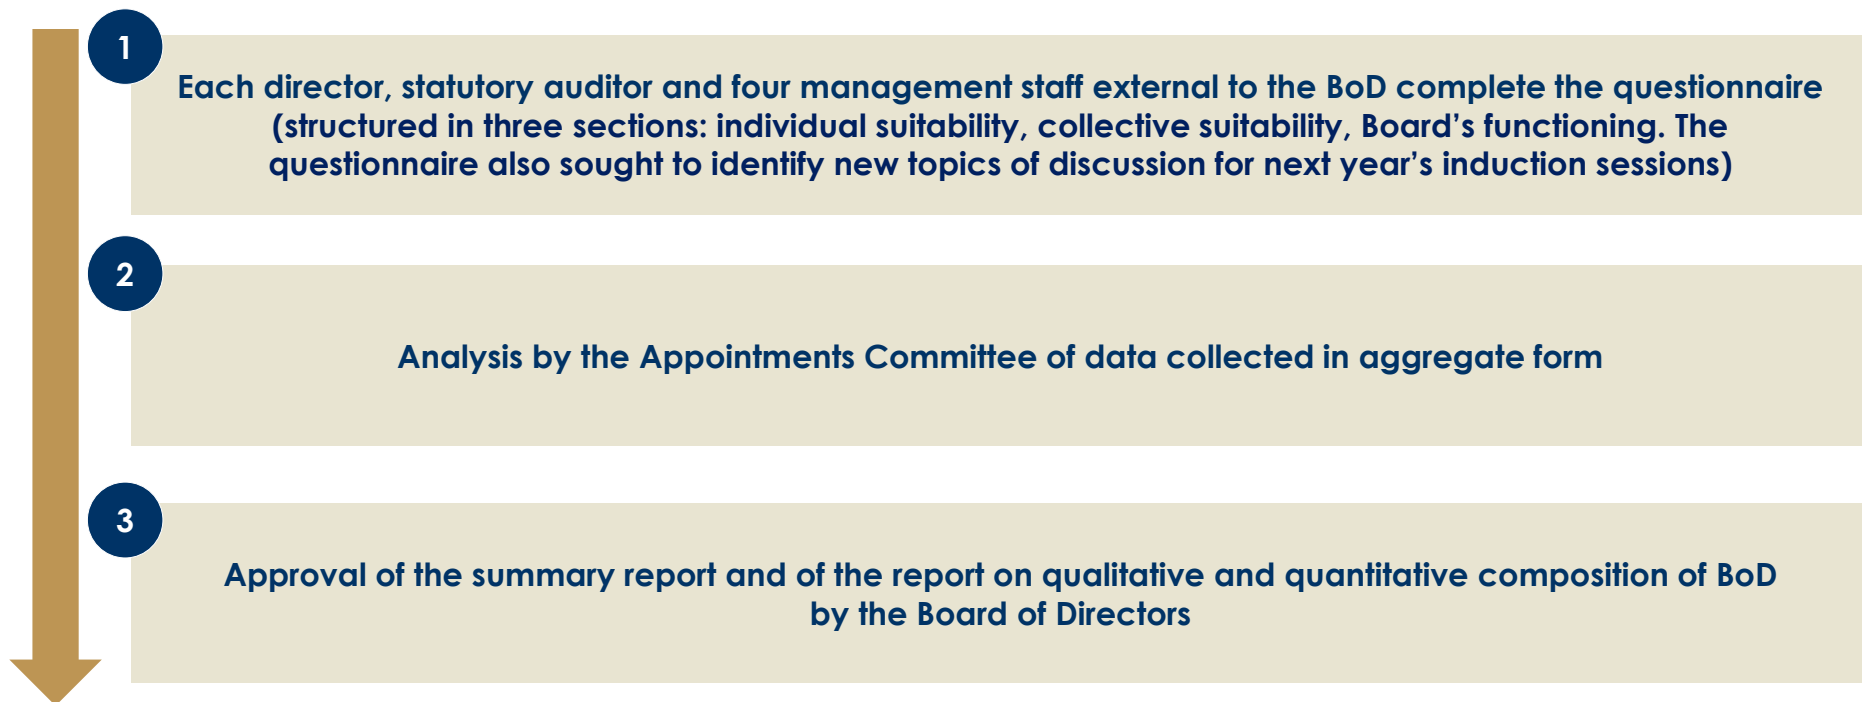 1
Each director, statutory auditor and four management staff external to the BoD complete the questionnaire
(structured in three sections: individual suitability, collective suitability, Board’s functioning. The
questionnaire also sought to identify new topics of discussion for next year’s induction sessions)
2
Analysis by the Appointments Committee of data collected in aggregate form
3
Approval of the summary report and of the report on qualitative and quantitative composition of BoD
by the Board of Directors